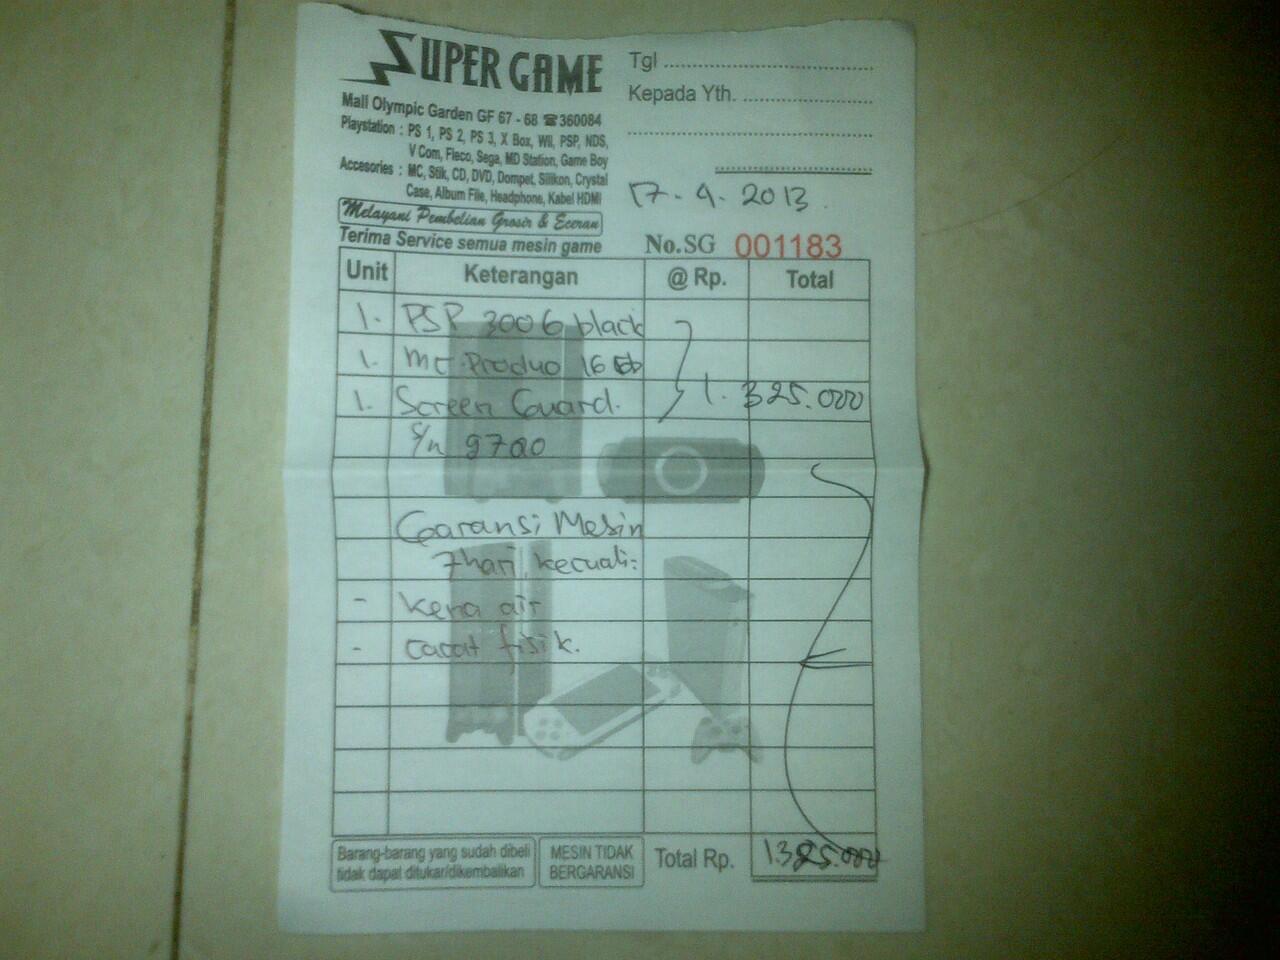 SUPER GAME
Mall Olympic Garden GF 67 - 68 ☎360084
Playstation : PS 1, PS 2, PS 3, X Box, Wii, PSP, NDS,
V Com, Fleco, Sega, MD Station, Game Boy
Accesories : MC, Stik, CD, DVD, Dompet, Silikon, Crystal
Case, Album File, Headphone, Kabel HDMI
Melayani Pembelian Grosir & Eceran
Terima Service semua mesin game
Tgl
Kepada Yth.
17 - 4 - 2013
No.SG 001183
Unit Keterangan @ Rp. Total
1. PSP 3006 black
1. MC Produo 16 Gb
1. Screen Guard. 1.325.000
S/n 9720
Garansi Mesin
7 hari, kecuali:
- kena air
- cacat fisik.
Barang-barang yang sudah dibeli
tidak dapat ditukar/dikembalikan
MESIN TIDAK
BERGARANSI
Total Rp. 1.325.000